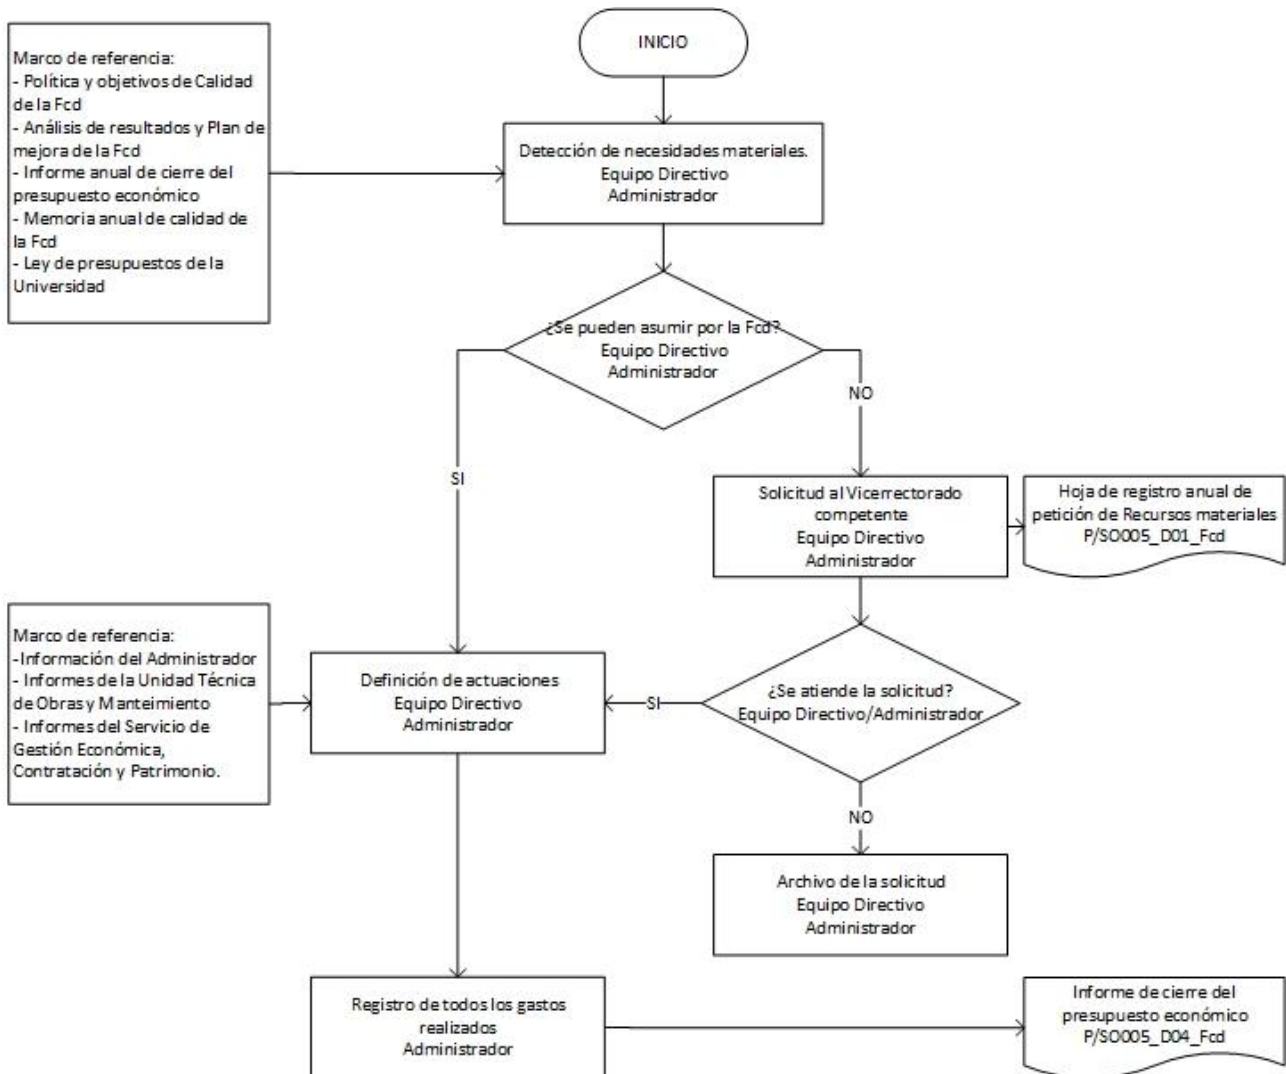 INICIO
Marco de referencia:
- Política y objetivos de Calidad
de la Fcd
- Análisis de resultados y Plan de
mejora de la Fcd
- Informe anual de cierre del
presupuesto económico
- Memoria anual de calidad de
la Fcd
- Ley de presupuestos de la
Universidad
Detección de necesidades materiales.
Equipo Directivo
Administrador
¿Se pueden asumir por la Fcd?
Equipo Directivo
Administrador
NO
SI
Solicitud al Vicerrectorado
competente
Equipo Directivo
Administrador
Hoja de registro anual de
petición de Recursos materiales
P/SO005_D01_Fcd
Marco de referencia:
-Información del Administrador
- Informes de la Unidad Técnica
de Obras y Manteimiento
- Informes del Servicio de
Gestión Económica,
Contratación y Patrimonio.
Definición de actuaciones
Equipo Directivo
Administrador
SI
¿Se atiende la solicitud?
Equipo Directivo/Administrador
NO
Archivo de la solicitud
Equipo Directivo
Administrador
Registro de todos los gastos
realizados
Administrador
Informe de cierre del
presupuesto económico
P/SO005_D04_Fcd